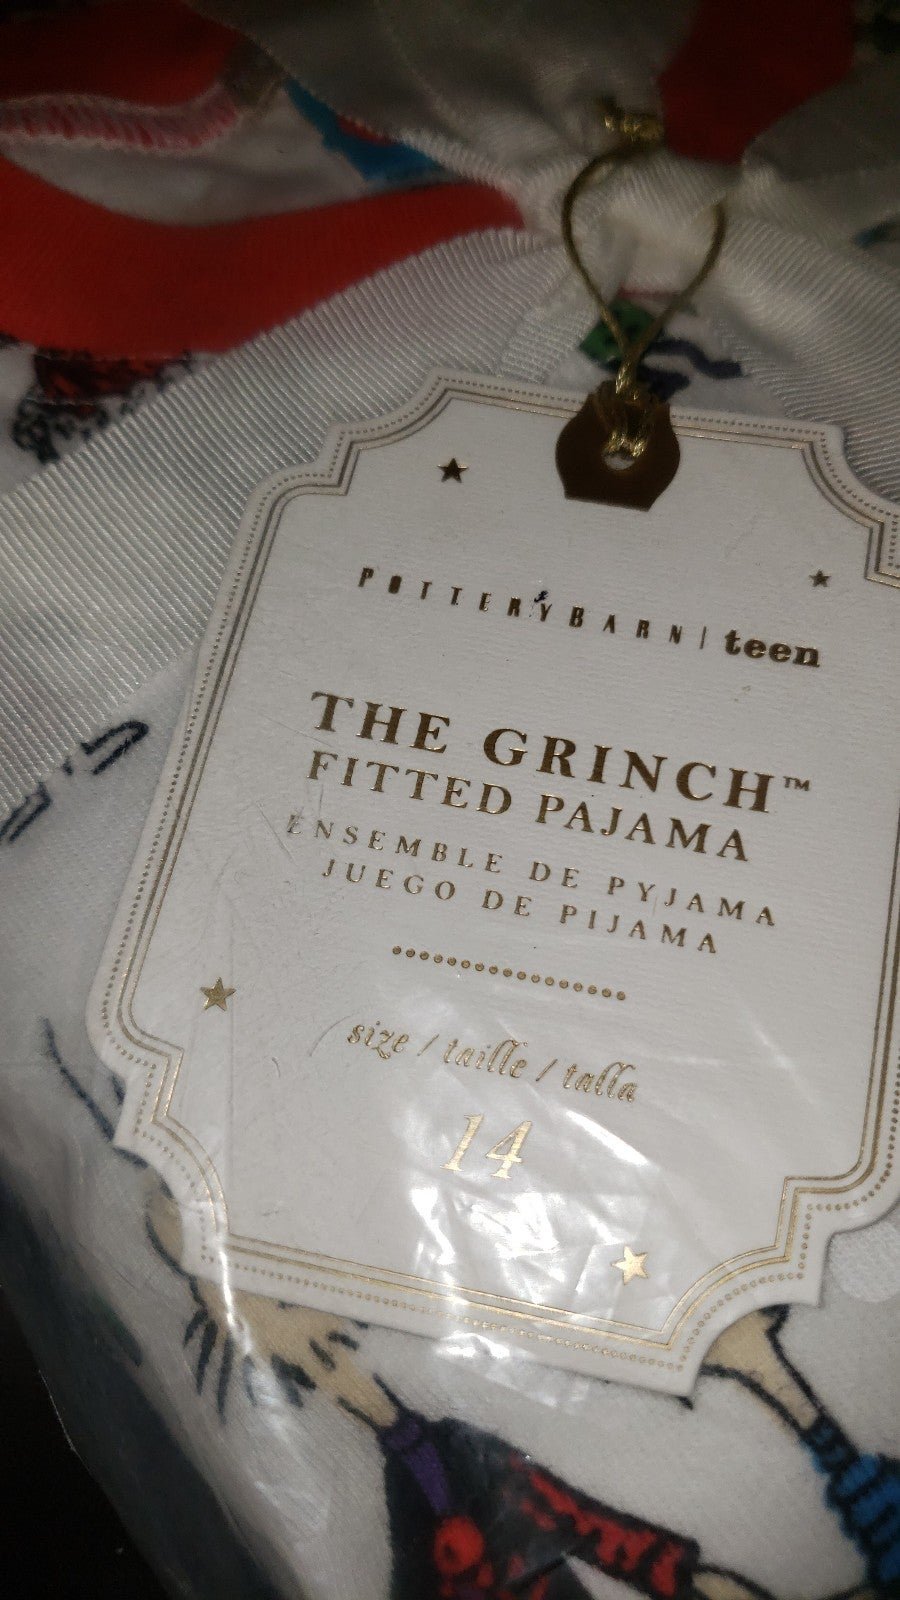 POTTERYBARN | teen
THE GRINCH™
FITTED PAJAMA
ENSEMBLE DE PYJAMA
JUEGO DE PIJAMA
size / taille / talla
14